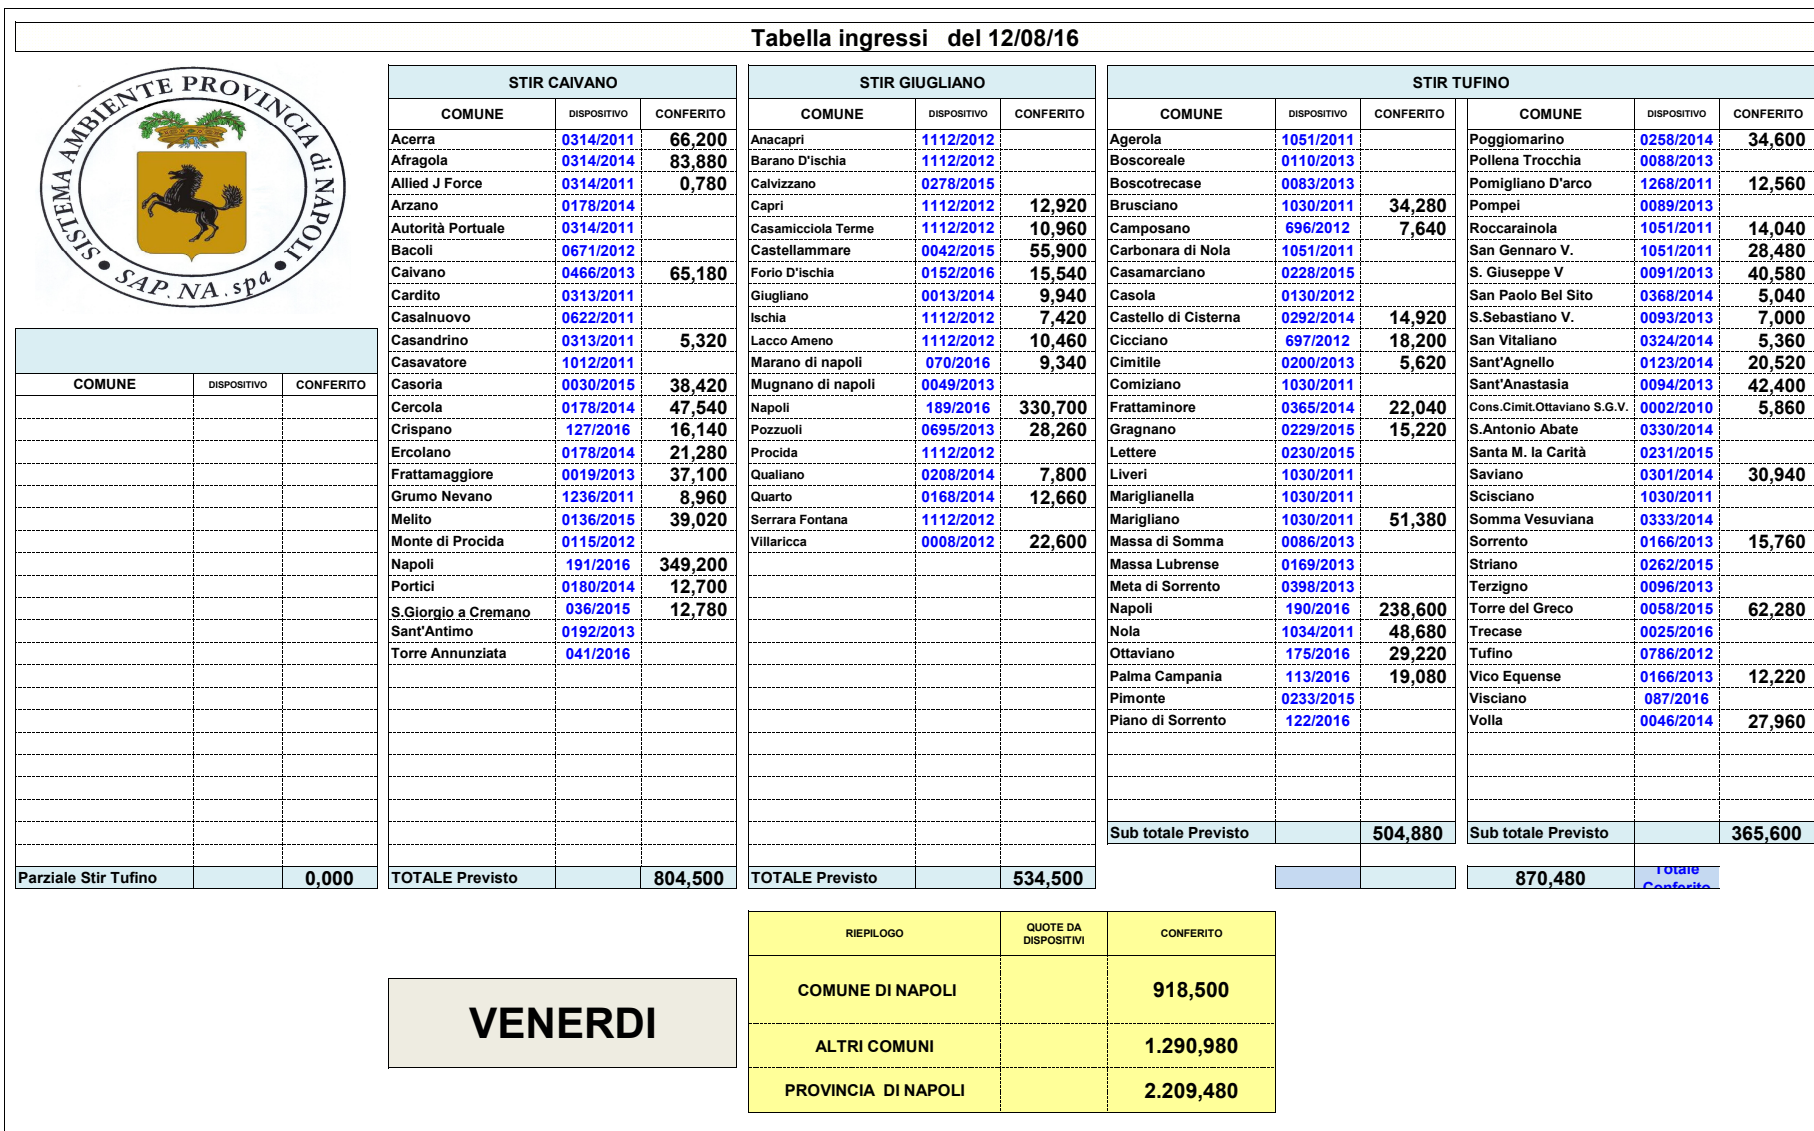 Tabella ingressi del 12/08/16
SISTEMA AMBIENTE PROVINCIA di NAPOLI
SAP.NA.spa
COMUNE DISPOSITIVO CONFERITO
Parziale Stir Tufino 0,000
STIR CAIVANO
COMUNE DISPOSITIVO CONFERITO
Acerra 0314/2011 66,200
Afragola 0314/2014 83,880
Allied J Force 0314/2011 0,780
Arzano 0178/2014
Autorità Portuale 0314/2011
Bacoli 0671/2012
Caivano 0466/2013 65,180
Cardito 0313/2011
Casalnuovo 0622/2011
Casandrino 0313/2011 5,320
Casavatore 1012/2011
Casoria 0030/2015 38,420
Cercola 0178/2014 47,540
Crispano 127/2016 16,140
Ercolano 0178/2014 21,280
Frattamaggiore 0019/2013 37,100
Grumo Nevano 1236/2011 8,960
Melito 0136/2015 39,020
Monte di Procida 0115/2012
Napoli 191/2016 349,200
Portici 0180/2014 12,700
S.Giorgio a Cremano 036/2015 12,780
Sant'Antimo 0192/2013
Torre Annunziata 041/2016
TOTALE Previsto 804,500
STIR GIUGLIANO
COMUNE DISPOSITIVO CONFERITO
Anacapri 1112/2012
Barano D'ischia 1112/2012
Calvizzano 0278/2015
Capri 1112/2012 12,920
Casamicciola Terme 1112/2012 10,960
Castellammare 0042/2015 55,900
Forio D'ischia 0152/2016 15,540
Giugliano 0013/2014 9,940
Ischia 1112/2012 7,420
Lacco Ameno 1112/2012 10,460
Marano di napoli 070/2016 9,340
Mugnano di napoli 0049/2013
Napoli 189/2016 330,700
Pozzuoli 0695/2013 28,260
Procida 1112/2012
Qualiano 0208/2014 7,800
Quarto 0168/2014 12,660
Serrara Fontana 1112/2012
Villaricca 0008/2012 22,600
TOTALE Previsto 534,500
STIR TUFINO
COMUNE DISPOSITIVO CONFERITO
Agerola 1051/2011
Boscoreale 0110/2013
Boscotrecase 0083/2013
Brusciano 1030/2011 34,280
Camposano 696/2012 7,640
Carbonara di Nola 1051/2011
Casamarciano 0228/2015
Casola 0130/2012
Castello di Cisterna 0292/2014 14,920
Cicciano 697/2012 18,200
Cimitile 0200/2013 5,620
Comiziano 1030/2011
Frattaminore 0365/2014 22,040
Gragnano 0229/2015 15,220
Lettere 0230/2015
Liveri 1030/2011
Mariglianella 1030/2011
Marigliano 1030/2011 51,380
Massa di Somma 0086/2013
Massa Lubrense 0169/2013
Meta di Sorrento 0398/2013
Napoli 190/2016 238,600
Nola 1034/2011 48,680
Ottaviano 175/2016 29,220
Palma Campania 113/2016 19,080
Pimonte 0233/2015
Piano di Sorrento 122/2016
Sub totale Previsto 504,880
COMUNE DISPOSITIVO CONFERITO
Poggiomarino 0258/2014 34,600
Pollena Trocchia 0088/2013
Pomigliano D'arco 1268/2011 12,560
Pompei 0089/2013
Roccarainola 1051/2011 14,040
San Gennaro V. 1051/2011 28,480
S. Giuseppe V 0091/2013 40,580
San Paolo Bel Sito 0368/2014 5,040
S.Sebastiano V. 0093/2013 7,000
San Vitaliano 0324/2014 5,360
Sant'Agnello 0123/2014 20,520
Sant'Anastasia 0094/2013 42,400
Cons.Cimit.Ottaviano S.G.V. 0002/2010 5,860
S.Antonio Abate 0330/2014
Santa M. la Carità 0231/2015
Saviano 0301/2014 30,940
Scisciano 1030/2011
Somma Vesuviana 0333/2014
Sorrento 0166/2013 15,760
Striano 0262/2015
Terzigno 0096/2013
Torre del Greco 0058/2015 62,280
Trecase 0025/2016
Tufino 0786/2012
Vico Equense 0166/2013 12,220
Visciano 087/2016
Volla 0046/2014 27,960
Sub totale Previsto 365,600
870,480 Totale
Conferito
VENERDI
RIEPILOGO QUOTE DA DISPOSITIVI CONFERITO
COMUNE DI NAPOLI 918,500
ALTRI COMUNI 1.290,980
PROVINCIA DI NAPOLI 2.209,480